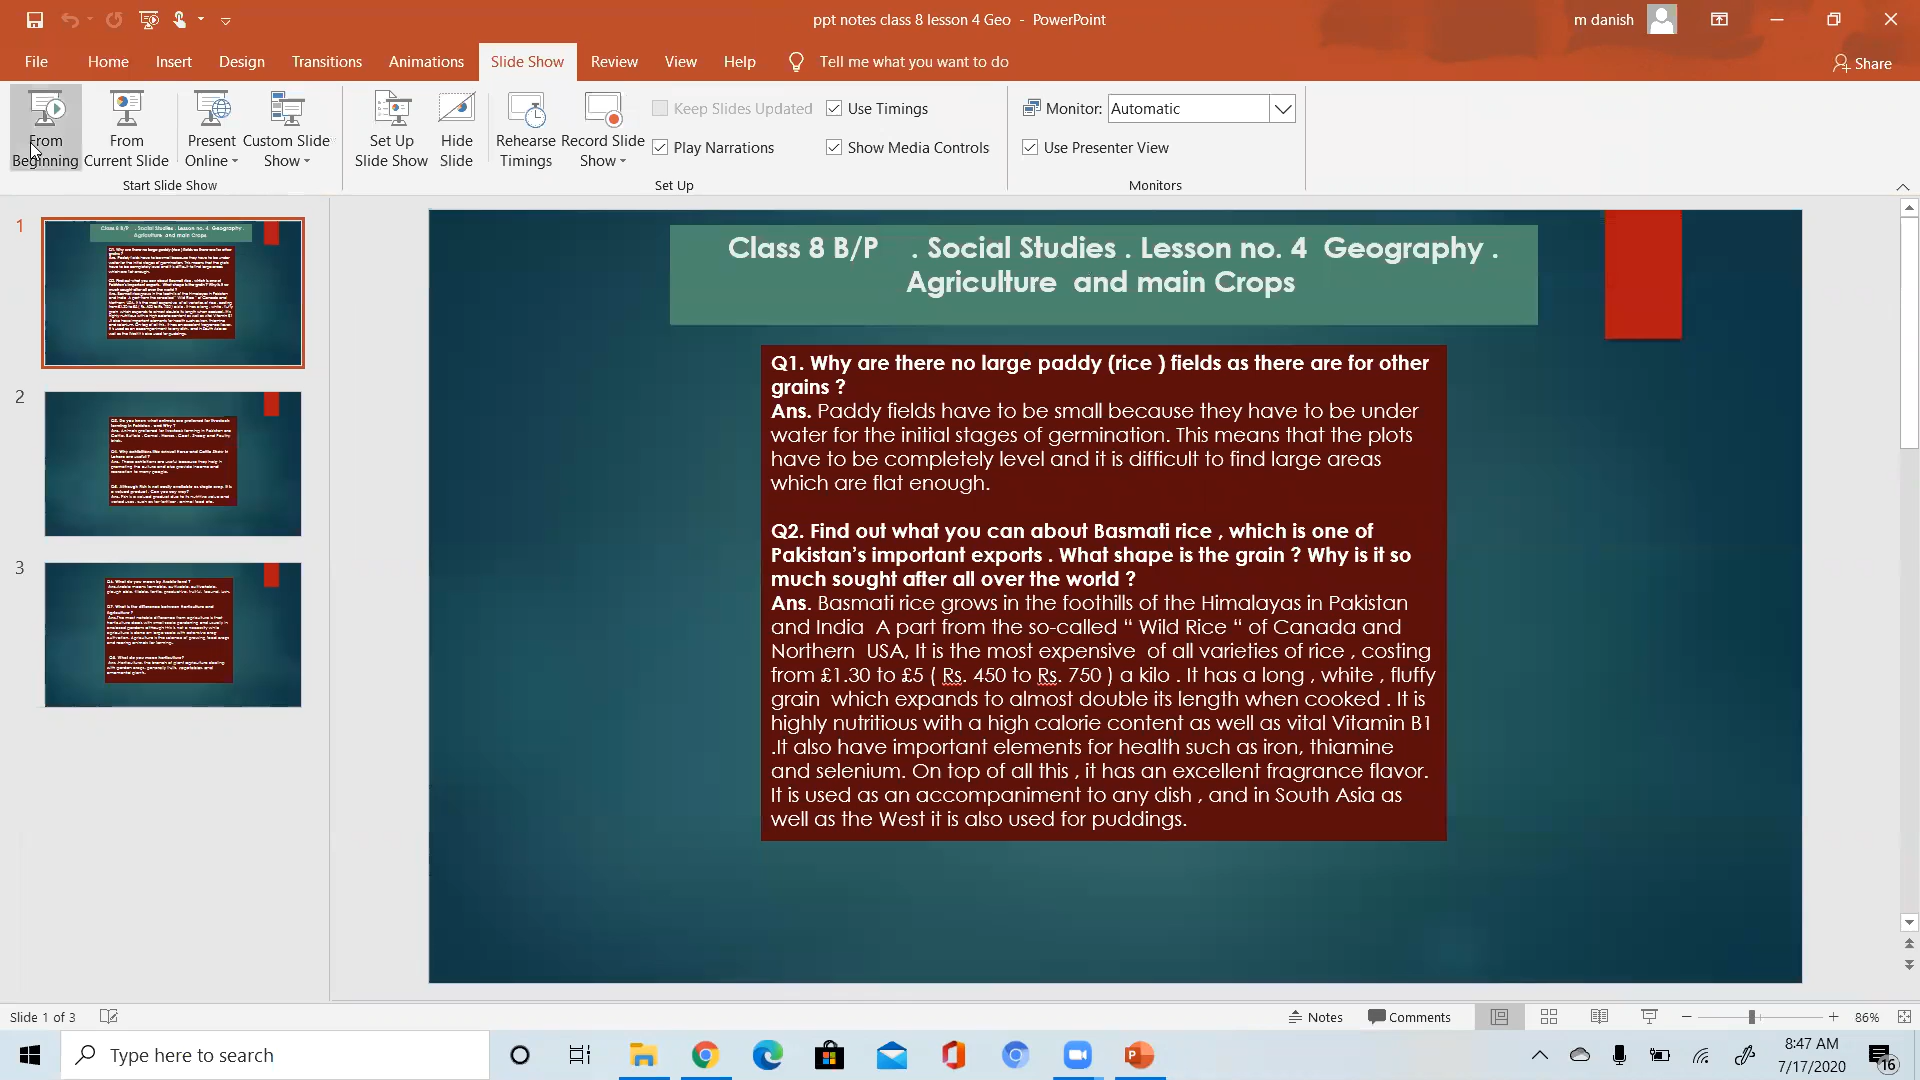 ppt notes class 8 lesson 4 Geo - PowerPoint
m danish
File Home Insert Design Transitions Animations Slide Show Review View Help Tell me what you want to do
Share
From Beginning
From Current Slide
Present Online
Custom Slide Show
Set Up Slide Show
Hide Slide
Rehearse Timings
Record Slide Show
Keep Slides Updated
Play Narrations
Use Timings
Show Media Controls
Monitor: Automatic
Use Presenter View
Start Slide Show
Set Up
Monitors
1
2
3
Class 8 B/P . Social Studies . Lesson no. 4 Geography .
Agriculture and main Crops
Q1. Why are there no large paddy (rice ) fields as there are for other
grains ?
Ans. Paddy fields have to be small because they have to be under
water for the initial stages of germination. This means that the plots
have to be completely level and it is difficult to find large areas
which are flat enough.
Q2. Find out what you can about Basmati rice , which is one of
Pakistan’s important exports . What shape is the grain ? Why is it so
much sought after all over the world ?
Ans. Basmati rice grows in the foothills of the Himalayas in Pakistan
and India A part from the so-called “ Wild Rice “ of Canada and
Northern USA, It is the most expensive of all varieties of rice , costing
from £1.30 to £5 ( Rs. 450 to Rs. 750 ) a kilo . It has a long , white , fluffy
grain which expands to almost double its length when cooked . It is
highly nutritious with a high calorie content as well as vital Vitamin B1
.It also have important elements for health such as iron, thiamine
and selenium. On top of all this , it has an excellent fragrance flavor.
It is used as an accompaniment to any dish , and in South Asia as
well as the West it is also used for puddings.
Slide 1 of 3
Notes
Comments
86%
Type here to search
8:47 AM
7/17/2020
16